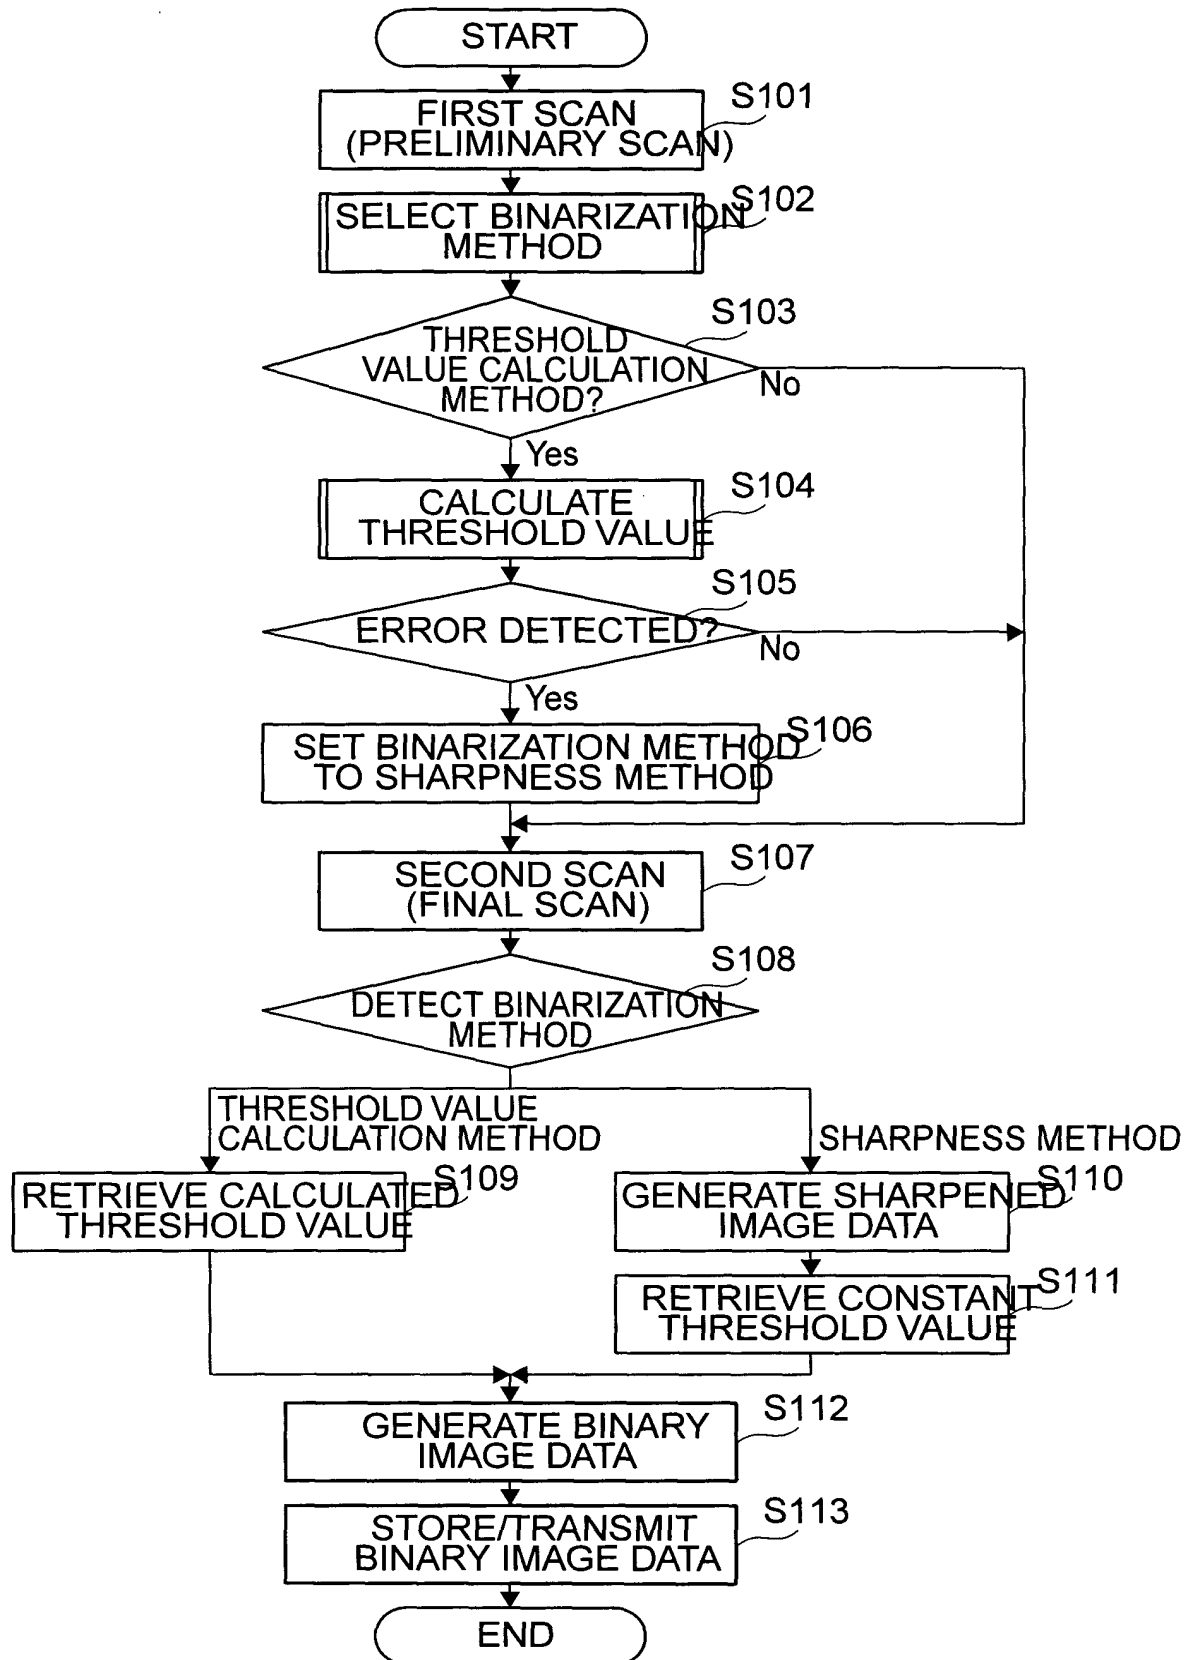 START
S101
FIRST SCAN
(PRELIMINARY SCAN)
S102
SELECT BINARIZATION
METHOD
S103
THRESHOLD
VALUE CALCULATION
METHOD?
No
Yes
S104
CALCULATE
THRESHOLD VALUE
S105
ERROR DETECTED?
No
Yes
S106
SET BINARIZATION METHOD
TO SHARPNESS METHOD
S107
SECOND SCAN
(FINAL SCAN)
S108
DETECT BINARIZATION
METHOD
THRESHOLD VALUE
CALCULATION METHOD
SHARPNESS METHOD
S109
RETRIEVE CALCULATED
THRESHOLD VALUE
S110
GENERATE SHARPENED
IMAGE DATA
S111
RETRIEVE CONSTANT
THRESHOLD VALUE
S112
GENERATE BINARY
IMAGE DATA
S113
STORE/TRANSMIT
BINARY IMAGE DATA
END